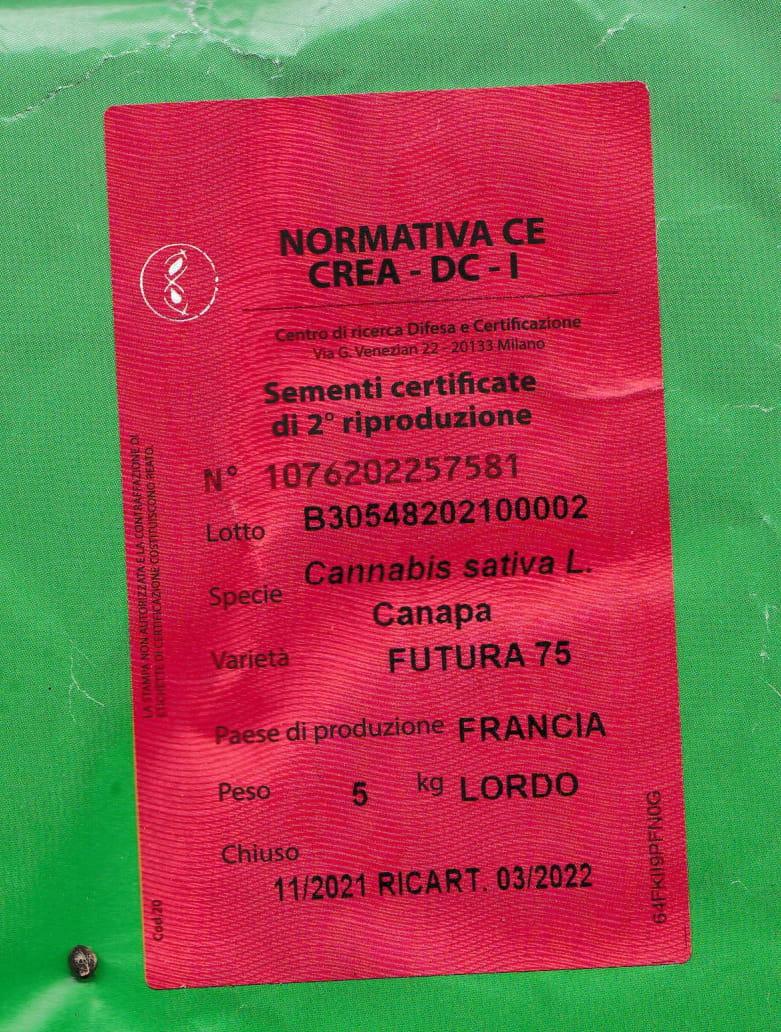 NORMATIVA CE
CREA - DC - I
Centro di ricerca Difesa e Certificazione
Via G. Venezian 22 - 20133 Milano
Sementi certificate
di 2° riproduzione
N° 1076202257581
Lotto B30548202100002
Specie Cannabis sativa L.
Canapa
Varietà FUTURA 75
Paese di produzione FRANCIA
Peso 5 kg LORDO
Chiuso
11/2021 RICART. 03/2022
LA STAMPA NON AUTORIZZATA E LA CONTRAFFAZIONE DI
ETICHETTE DI CERTIFICAZIONE COSTITUISCONO REATO.
Cod.20